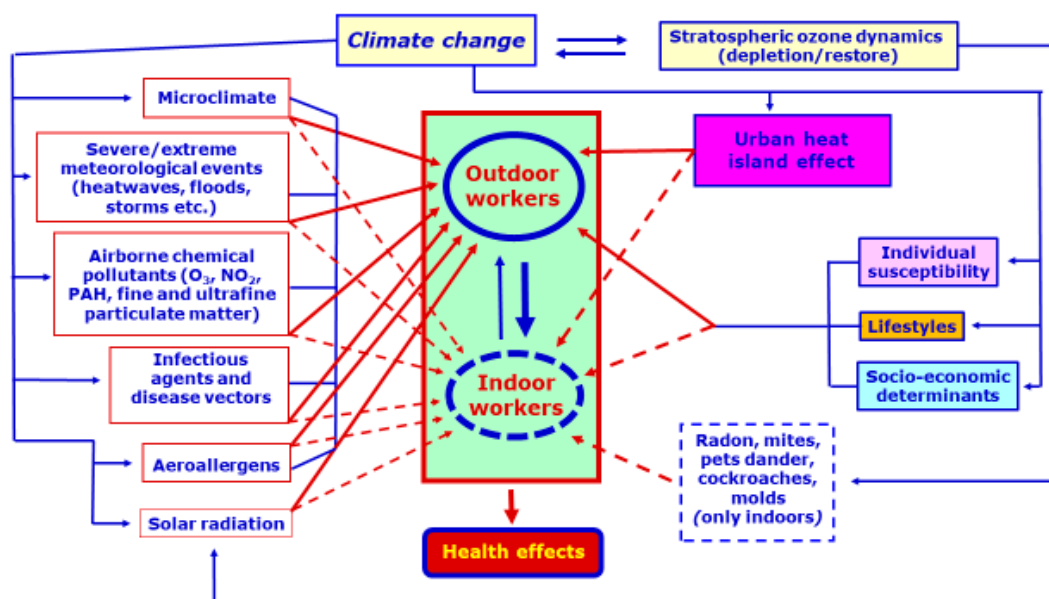 Climate change
Stratospheric ozone dynamics
(depletion/restore)
Microclimate
Severe/extreme
meteorological events
(heatwaves, floods,
storms etc.)
Airborne chemical
pollutants (O₃, NO₂,
PAH, fine and ultrafine
particulate matter)
Infectious
agents and
disease vectors
Aeroallergens
Solar radiation
Outdoor
workers
Indoor
workers
Health effects
Urban heat
island effect
Individual
susceptibility
Lifestyles
Socio-economic
determinants
Radon, mites,
pets dander,
cockroaches,
molds
(only indoors)